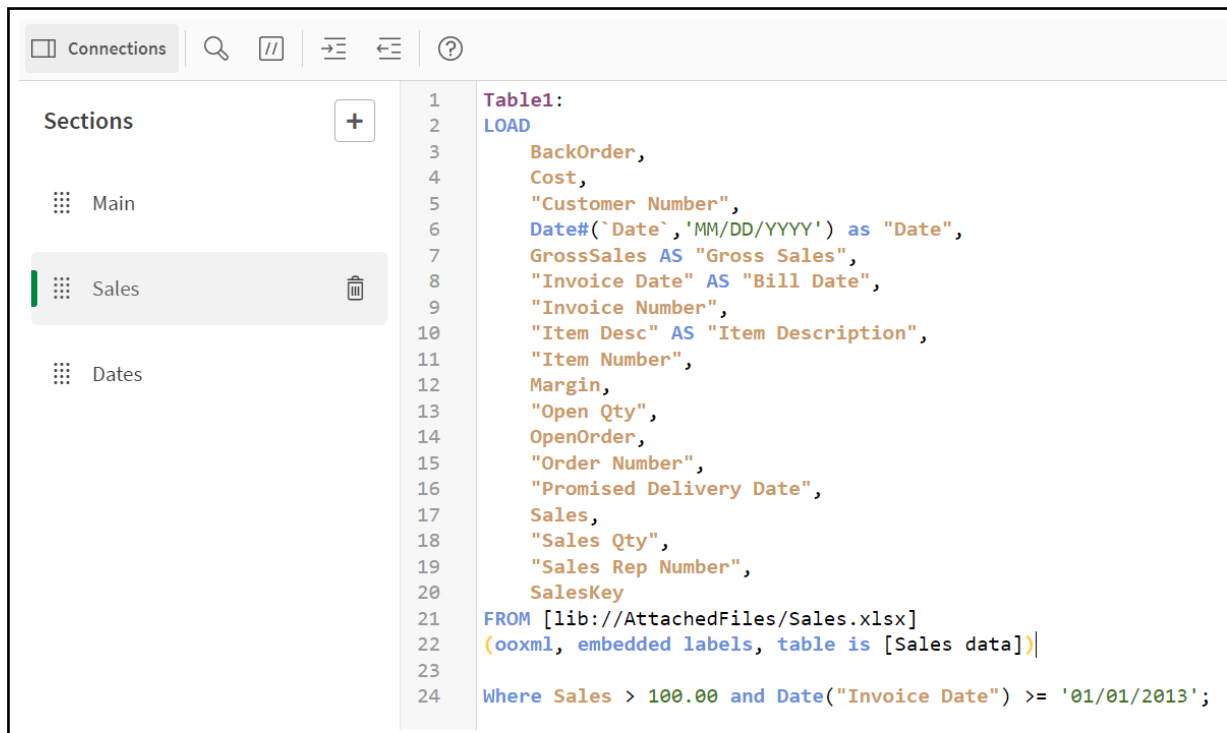 Connections
//
?
Sections
+
Main
Sales
Dates
1 Table1:
2 LOAD
3 BackOrder,
4 Cost,
5 "Customer Number",
6 Date#(`Date`,'MM/DD/YYYY') as "Date",
7 GrossSales AS "Gross Sales",
8 "Invoice Date" AS "Bill Date",
9 "Invoice Number",
10 "Item Desc" AS "Item Description",
11 "Item Number",
12 Margin,
13 "Open Qty",
14 OpenOrder,
15 "Order Number",
16 "Promised Delivery Date",
17 Sales,
18 "Sales Qty",
19 "Sales Rep Number",
20 SalesKey
21 FROM [lib://AttachedFiles/Sales.xlsx]
22 (ooxml, embedded labels, table is [Sales data])
23
24 Where Sales > 100.00 and Date("Invoice Date") >= '01/01/2013';